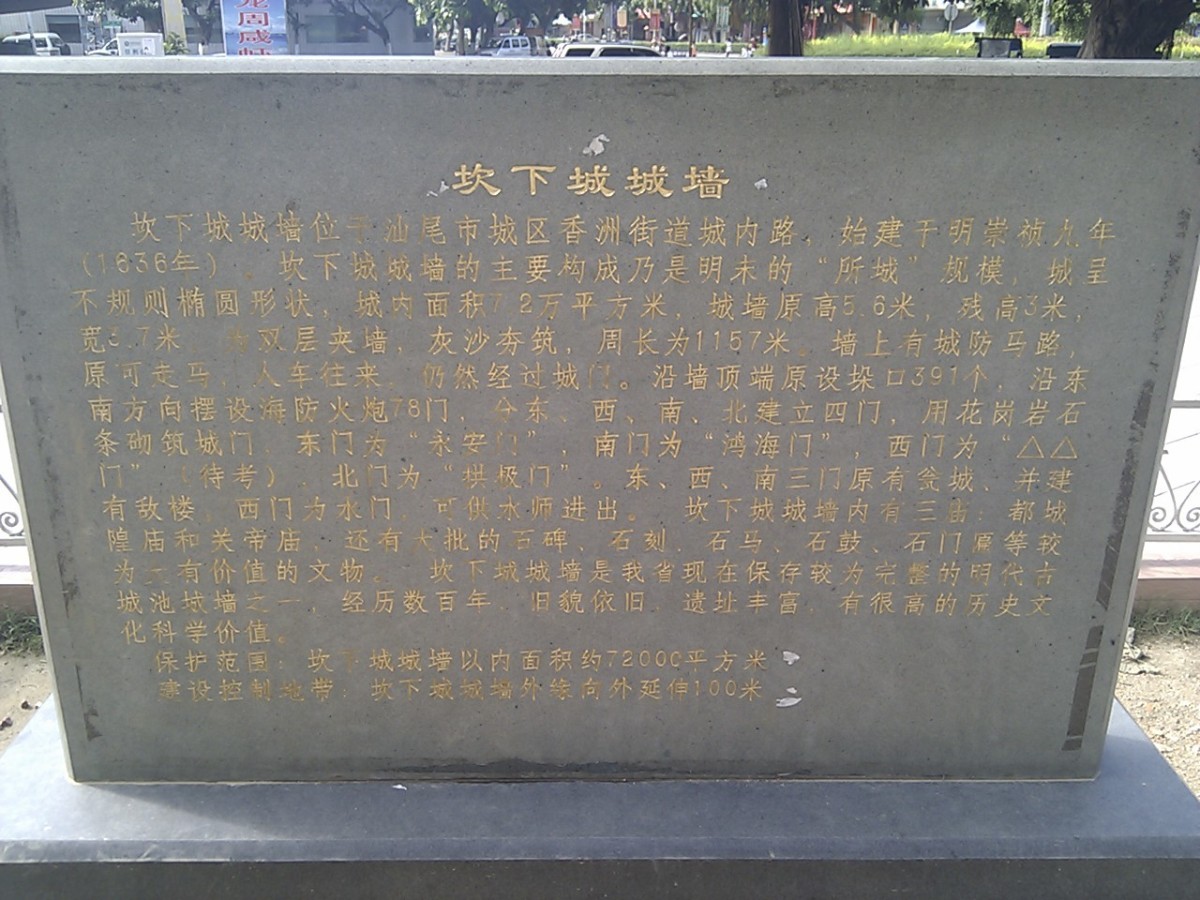 龙周盛虾
坎下城城墙
坎下城城墙位于汕尾市城区香洲街道城内路，始建于明崇祯九年
（1636年）。坎下城城墙的主要构成乃是明末的“所城”规模，城呈
不规则椭圆形状，城内面积7.2万平方米，城墙原高5.6米，残高3米，
宽3.7米，为双层夹墙，灰沙夯筑，周长为1157米。墙上有城防马路，
原可走马，人车往来，仍然经过城门。沿墙顶端原设垛口391个，沿东
南方向摆设海防火炮78门，分东、西、南、北建立四门，用花岗岩石
条砌筑城门，东门为“永安门”，南门为“鸿海门”，西门为“△△
门”（待考），北门为“拱极门”。东、西、南三门原有瓮城、并建
有敌楼，西门为水门，可供水师进出。 坎下城城墙内有三庙、都城
隍庙和关帝庙，还有大批的石碑、石刻、石马、石鼓、石门匾等较
为 有价值的文物。 坎下城城墙是我省现在保存较为完整的明代古
城池城墙之一，经历数百年，旧貌依旧，遗址丰富，有很高的历史文
化科学价值。
保护范围：坎下城城墙以内面积约72000平方米
建设控制地带：坎下城城墙外缘向外延伸100米